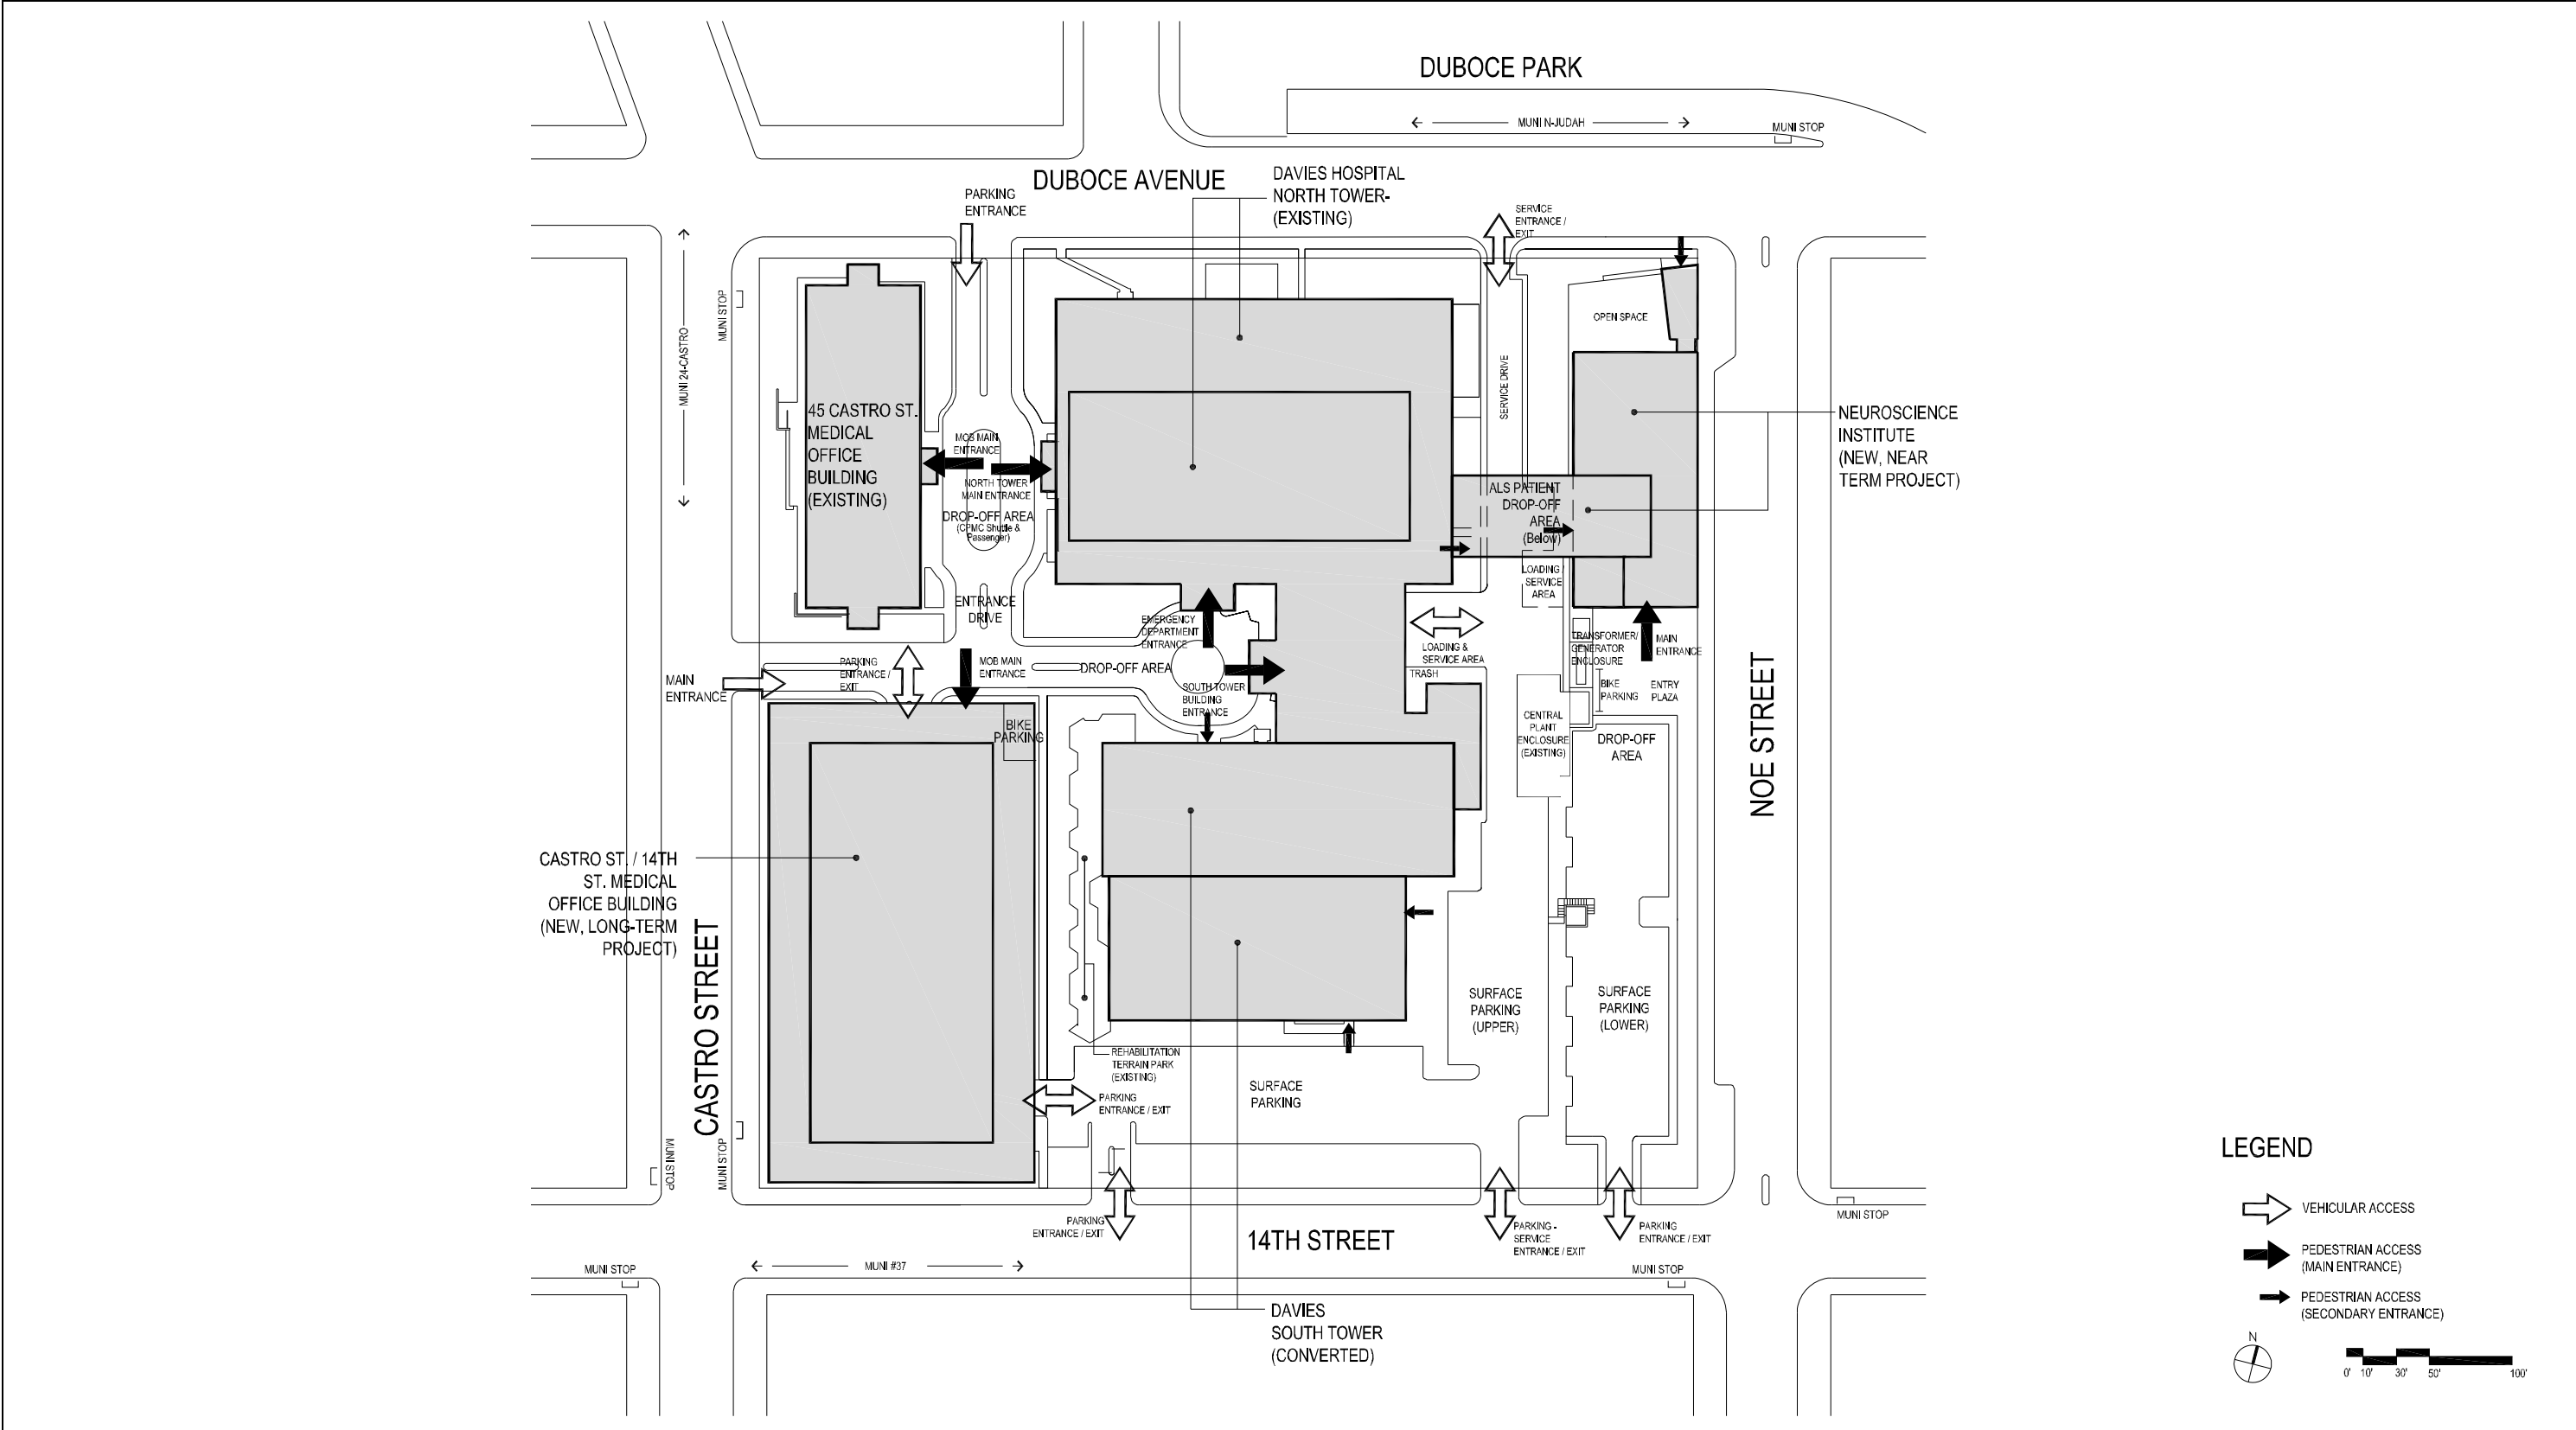 DUBOCE PARK
MUNI N-JUDAH
MUNI STOP
DUBOCE AVENUE
DAVIES HOSPITAL
NORTH TOWER-
(EXISTING)
PARKING
ENTRANCE
SERVICE
ENTRANCE /
EXIT
MUNI STOP
MUNI 24-CASTRO
OPEN SPACE
SERVICE DRIVE
45 CASTRO ST.
MEDICAL
OFFICE
BUILDING
(EXISTING)
MOB MAIN
ENTRANCE
NORTH TOWER
MAIN ENTRANCE
DROP-OFF AREA
(CPMC Shuttle &
Passenger)
NEUROSCIENCE
INSTITUTE
(NEW, NEAR
TERM PROJECT)
ALS PATIENT
DROP-OFF
AREA
(Below)
LOADING
SERVICE
AREA
ENTRANCE
DRIVE
EMERGENCY
DEPARTMENT
ENTRANCE
LOADING &
SERVICE AREA
TRASH
TRANSFORMER/
GENERATOR
ENCLOSURE
MAIN
ENTRANCE
PARKING
ENTRANCE /
EXIT
MOB MAIN
ENTRANCE
DROP-OFF AREA
MAIN
ENTRANCE
SOUTH TOWER
BUILDING
ENTRANCE
BIKE
PARKING
ENTRY
PLAZA
BIKE
PARKING
CENTRAL
PLANT
ENCLOSURE
(EXISTING)
DROP-OFF
AREA
NOE STREET
CASTRO ST. / 14TH
ST. MEDICAL
OFFICE BUILDING
(NEW, LONG-TERM
PROJECT)
CASTRO STREET
SURFACE
PARKING
(UPPER)
SURFACE
PARKING
(LOWER)
REHABILITATION
TERRAIN PARK
(EXISTING)
SURFACE
PARKING
PARKING
ENTRANCE / EXIT
MUNI STOP
MUNI STOP
PARKING
ENTRANCE / EXIT
14TH STREET
PARKING -
SERVICE
ENTRANCE / EXIT
PARKING
ENTRANCE / EXIT
MUNI STOP
MUNI STOP
MUNI #37
MUNI STOP
DAVIES
SOUTH TOWER
(CONVERTED)
LEGEND
VEHICULAR ACCESS
PEDESTRIAN ACCESS
(MAIN ENTRANCE)
PEDESTRIAN ACCESS
(SECONDARY ENTRANCE)
N
0' 10' 30' 50' 100'